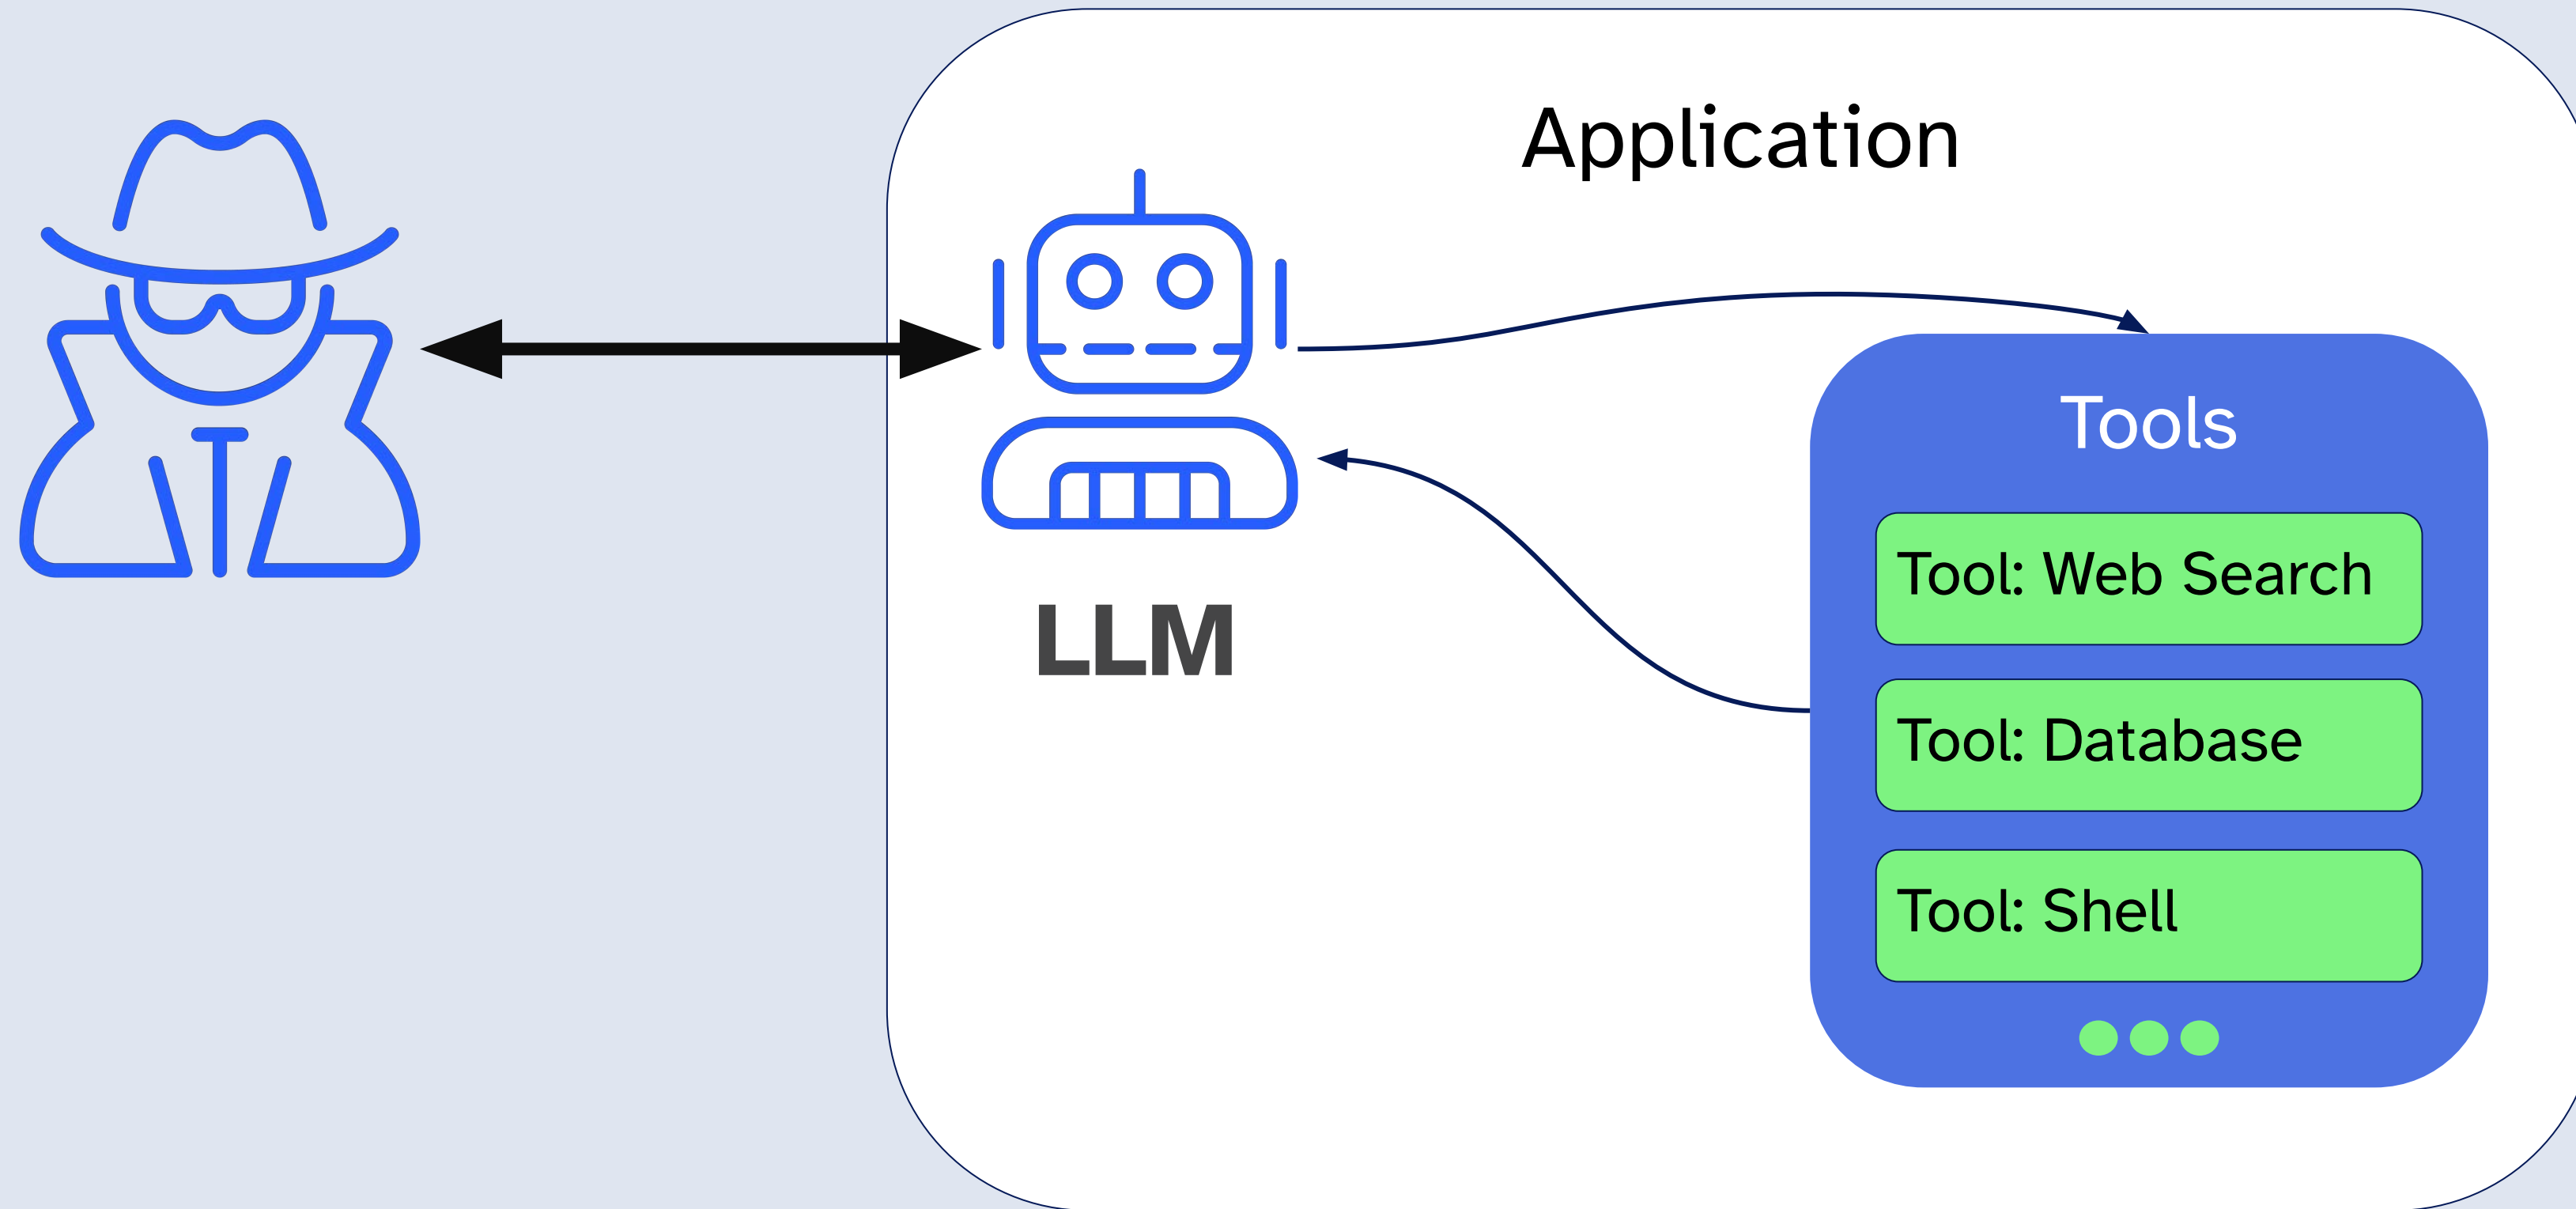 Application
LLM
Tools
Tool: Web Search
Tool: Database
Tool: Shell